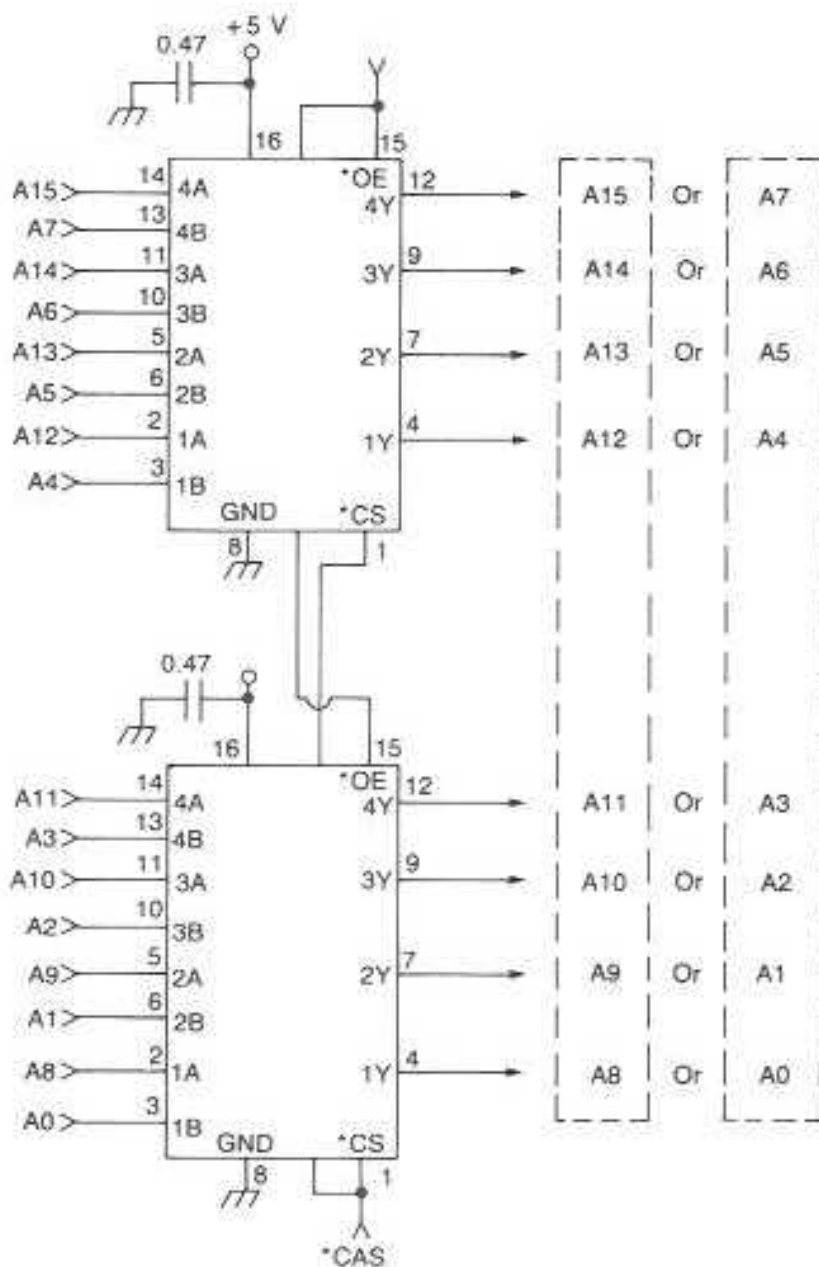 0.47
+5 V
16
15
A15
14
4A
*OE
12
4Y
A15 Or A7
A7
13
4B
A14
11
3A
9
3Y
A14 Or A6
A6
10
3B
A13
5
2A
7
2Y
A13 Or A5
A5
6
2B
A12
2
1A
4
1Y
A12 Or A4
A4
3
1B
GND
*CS
8
1
0.47
16
15
A11
14
4A
*OE
12
4Y
A11 Or A3
A3
13
4B
A10
11
3A
9
3Y
A10 Or A2
A2
10
3B
A9
5
2A
7
2Y
A9 Or A1
A1
6
2B
A8
2
1A
4
1Y
A8 Or A0
A0
3
1B
GND
*CS
8
1
*CAS